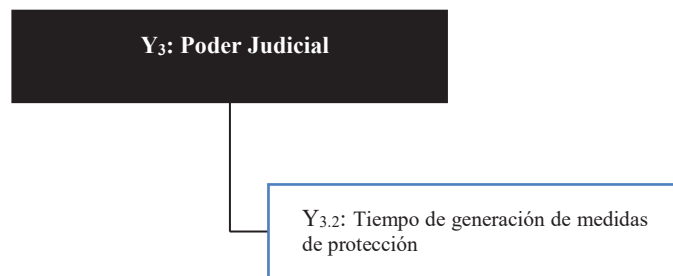 Y₃: Poder Judicial
Y₃.₂: Tiempo de generación de medidas
de protección